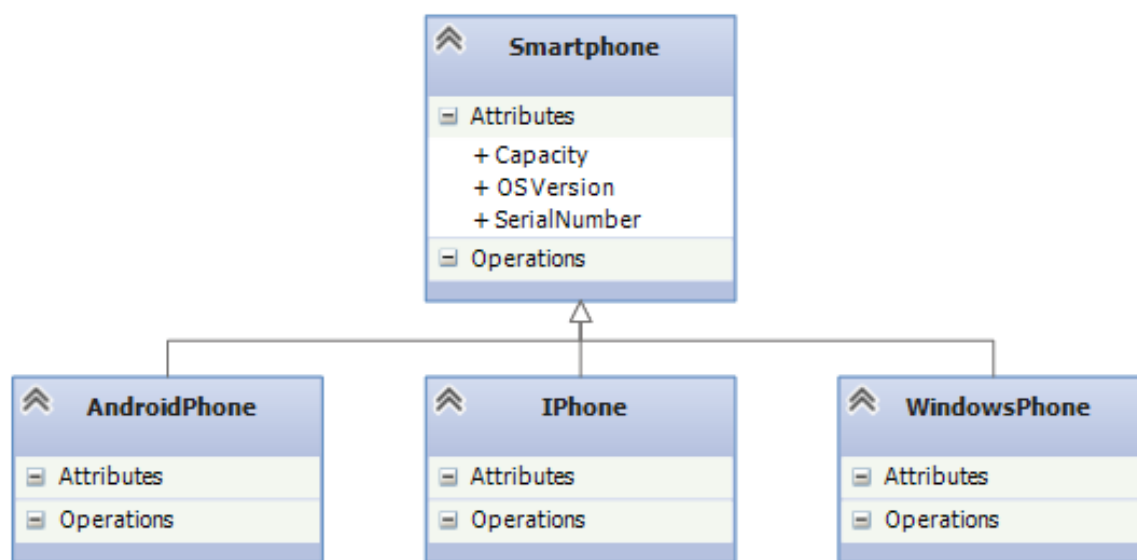 Smartphone
Attributes
+ Capacity
+ OSVersion
+ SerialNumber
Operations
AndroidPhone
Attributes
Operations
IPhone
Attributes
Operations
WindowsPhone
Attributes
Operations